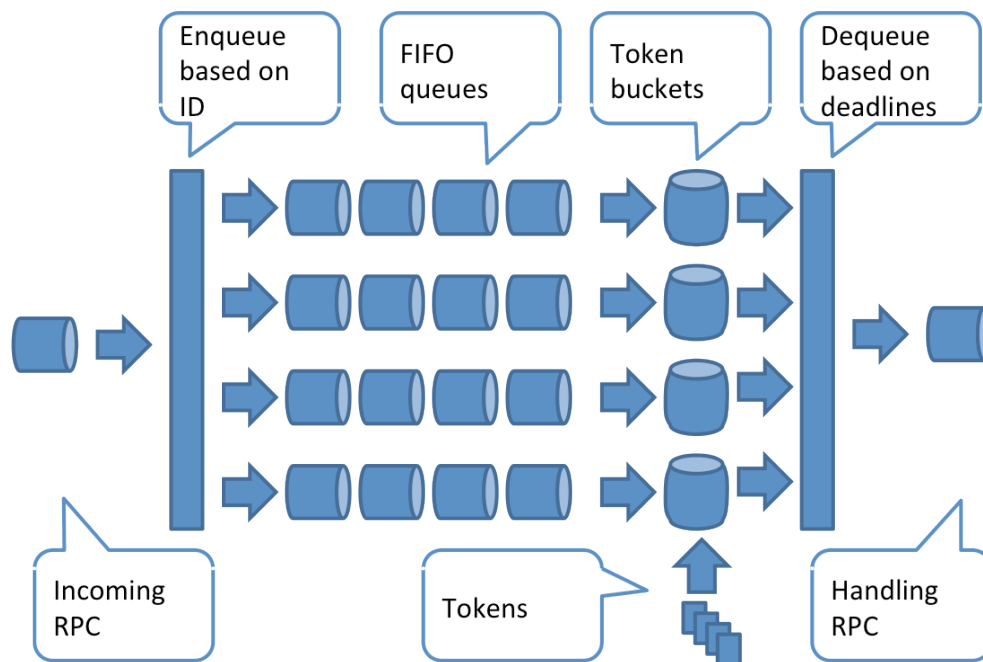 Enqueue
based on
ID
FIFO
queues
Token
buckets
Dequeue
based on
deadlines
Incoming
RPC
Tokens
Handling
RPC